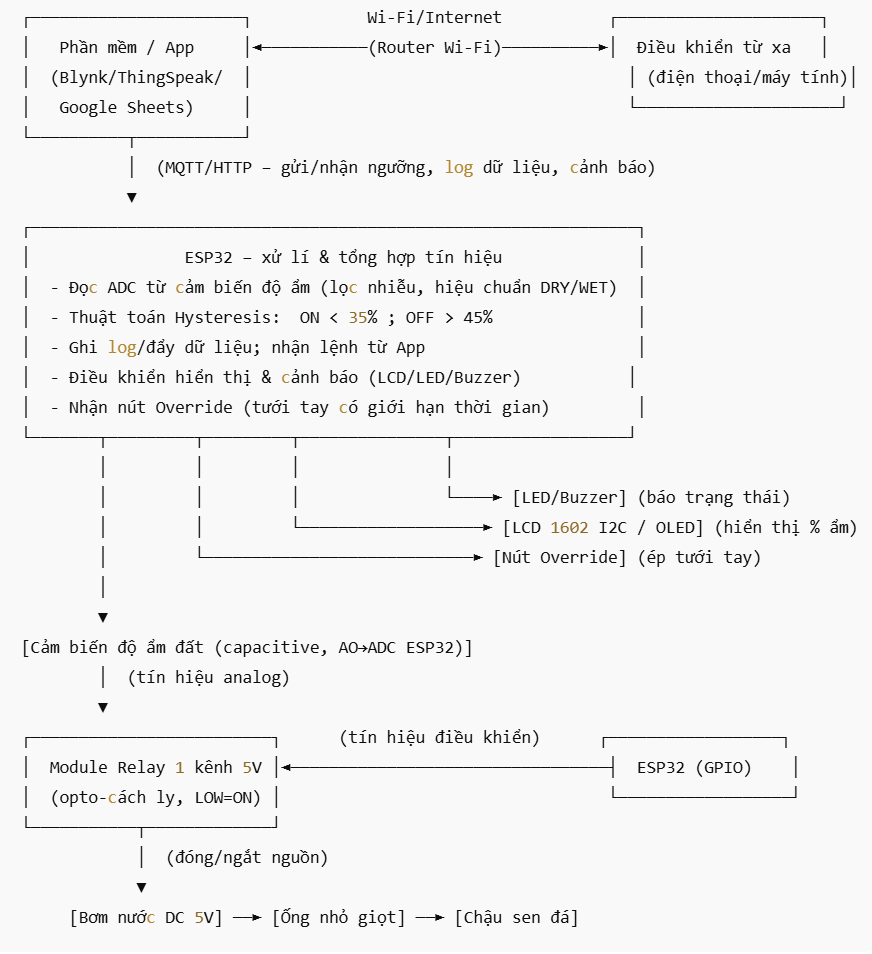 Wi-Fi/Internet
Phần mềm / App (Router Wi-Fi) Điều khiển từ xa
(Blynk/ThingSpeak/ (điện thoại/máy tính)
Google Sheets)
(MQTT/HTTP – gửi/nhận ngưỡng, log dữ liệu, cảnh báo)
ESP32 – xử lí & tổng hợp tín hiệu
- Đọc ADC từ cảm biến độ ẩm (lọc nhiễu, hiệu chuẩn DRY/WET)
- Thuật toán Hysteresis: ON < 35% ; OFF > 45%
- Ghi log/đẩy dữ liệu; nhận lệnh từ App
- Điều khiển hiển thị & cảnh báo (LCD/LED/Buzzer)
- Nhận nút Override (tưới tay có giới hạn thời gian)
[LED/Buzzer] (báo trạng thái)
[LCD 1602 I2C / OLED] (hiển thị % ẩm)
[Nút Override] (ép tưới tay)
[Cảm biến độ ẩm đất (capacitive, AO→ADC ESP32)]
(tín hiệu analog)
(tín hiệu điều khiển)
Module Relay 1 kênh 5V ESP32 (GPIO)
(opto-cách ly, LOW=ON)
(đóng/ngắt nguồn)
[Bơm nước DC 5V] ──► [Ống nhỏ giọt] ──► [Chậu sen đá]